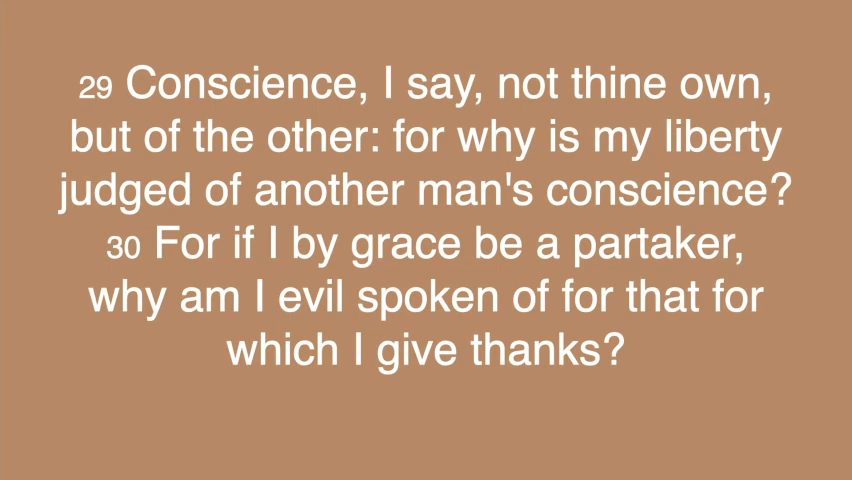 29 Conscience, I say, not thine own,
but of the other: for why is my liberty
judged of another man's conscience?
30 For if I by grace be a partaker,
why am I evil spoken of for that for
which I give thanks?